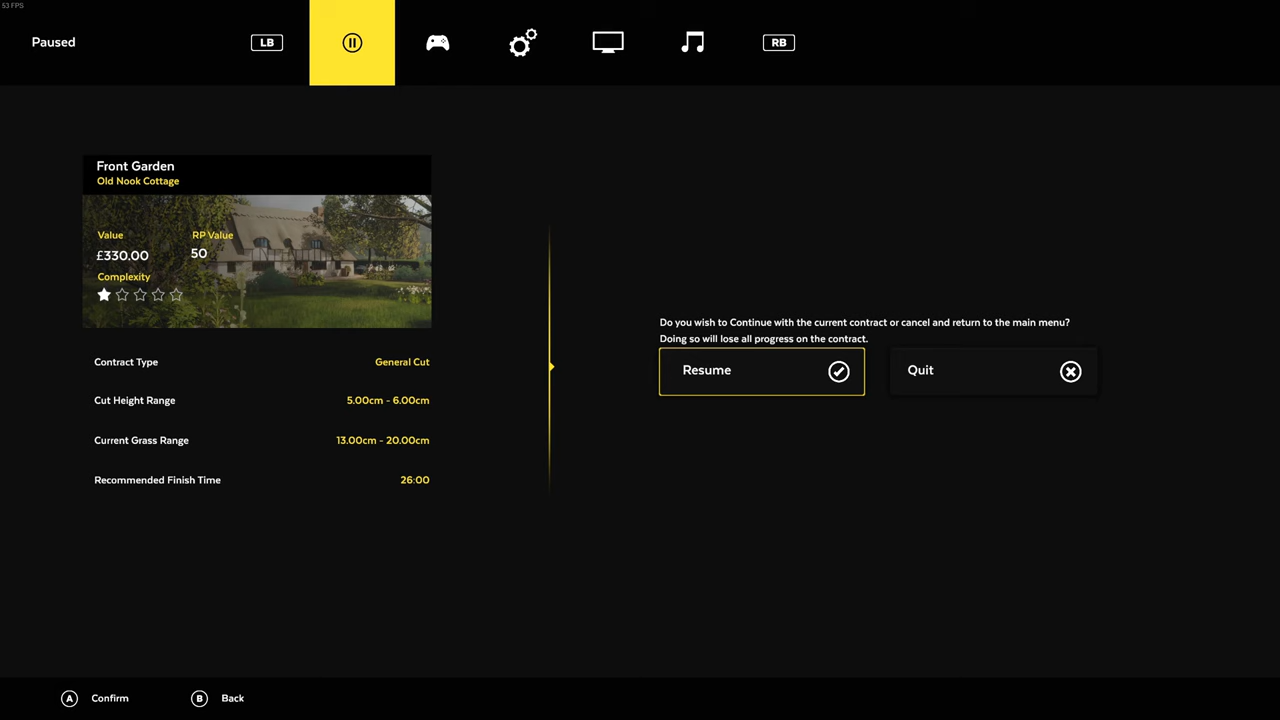 53 FPS
Paused
LB
RB
Front Garden
Old Nook Cottage
Value
RP Value
£330.00
50
Complexity
Contract Type
General Cut
Cut Height Range
5.00cm - 6.00cm
Current Grass Range
13.00cm - 20.00cm
Recommended Finish Time
26:00
Do you wish to Continue with the current contract or cancel and return to the main menu?
Doing so will lose all progress on the contract.
Resume
Quit
A Confirm
B Back